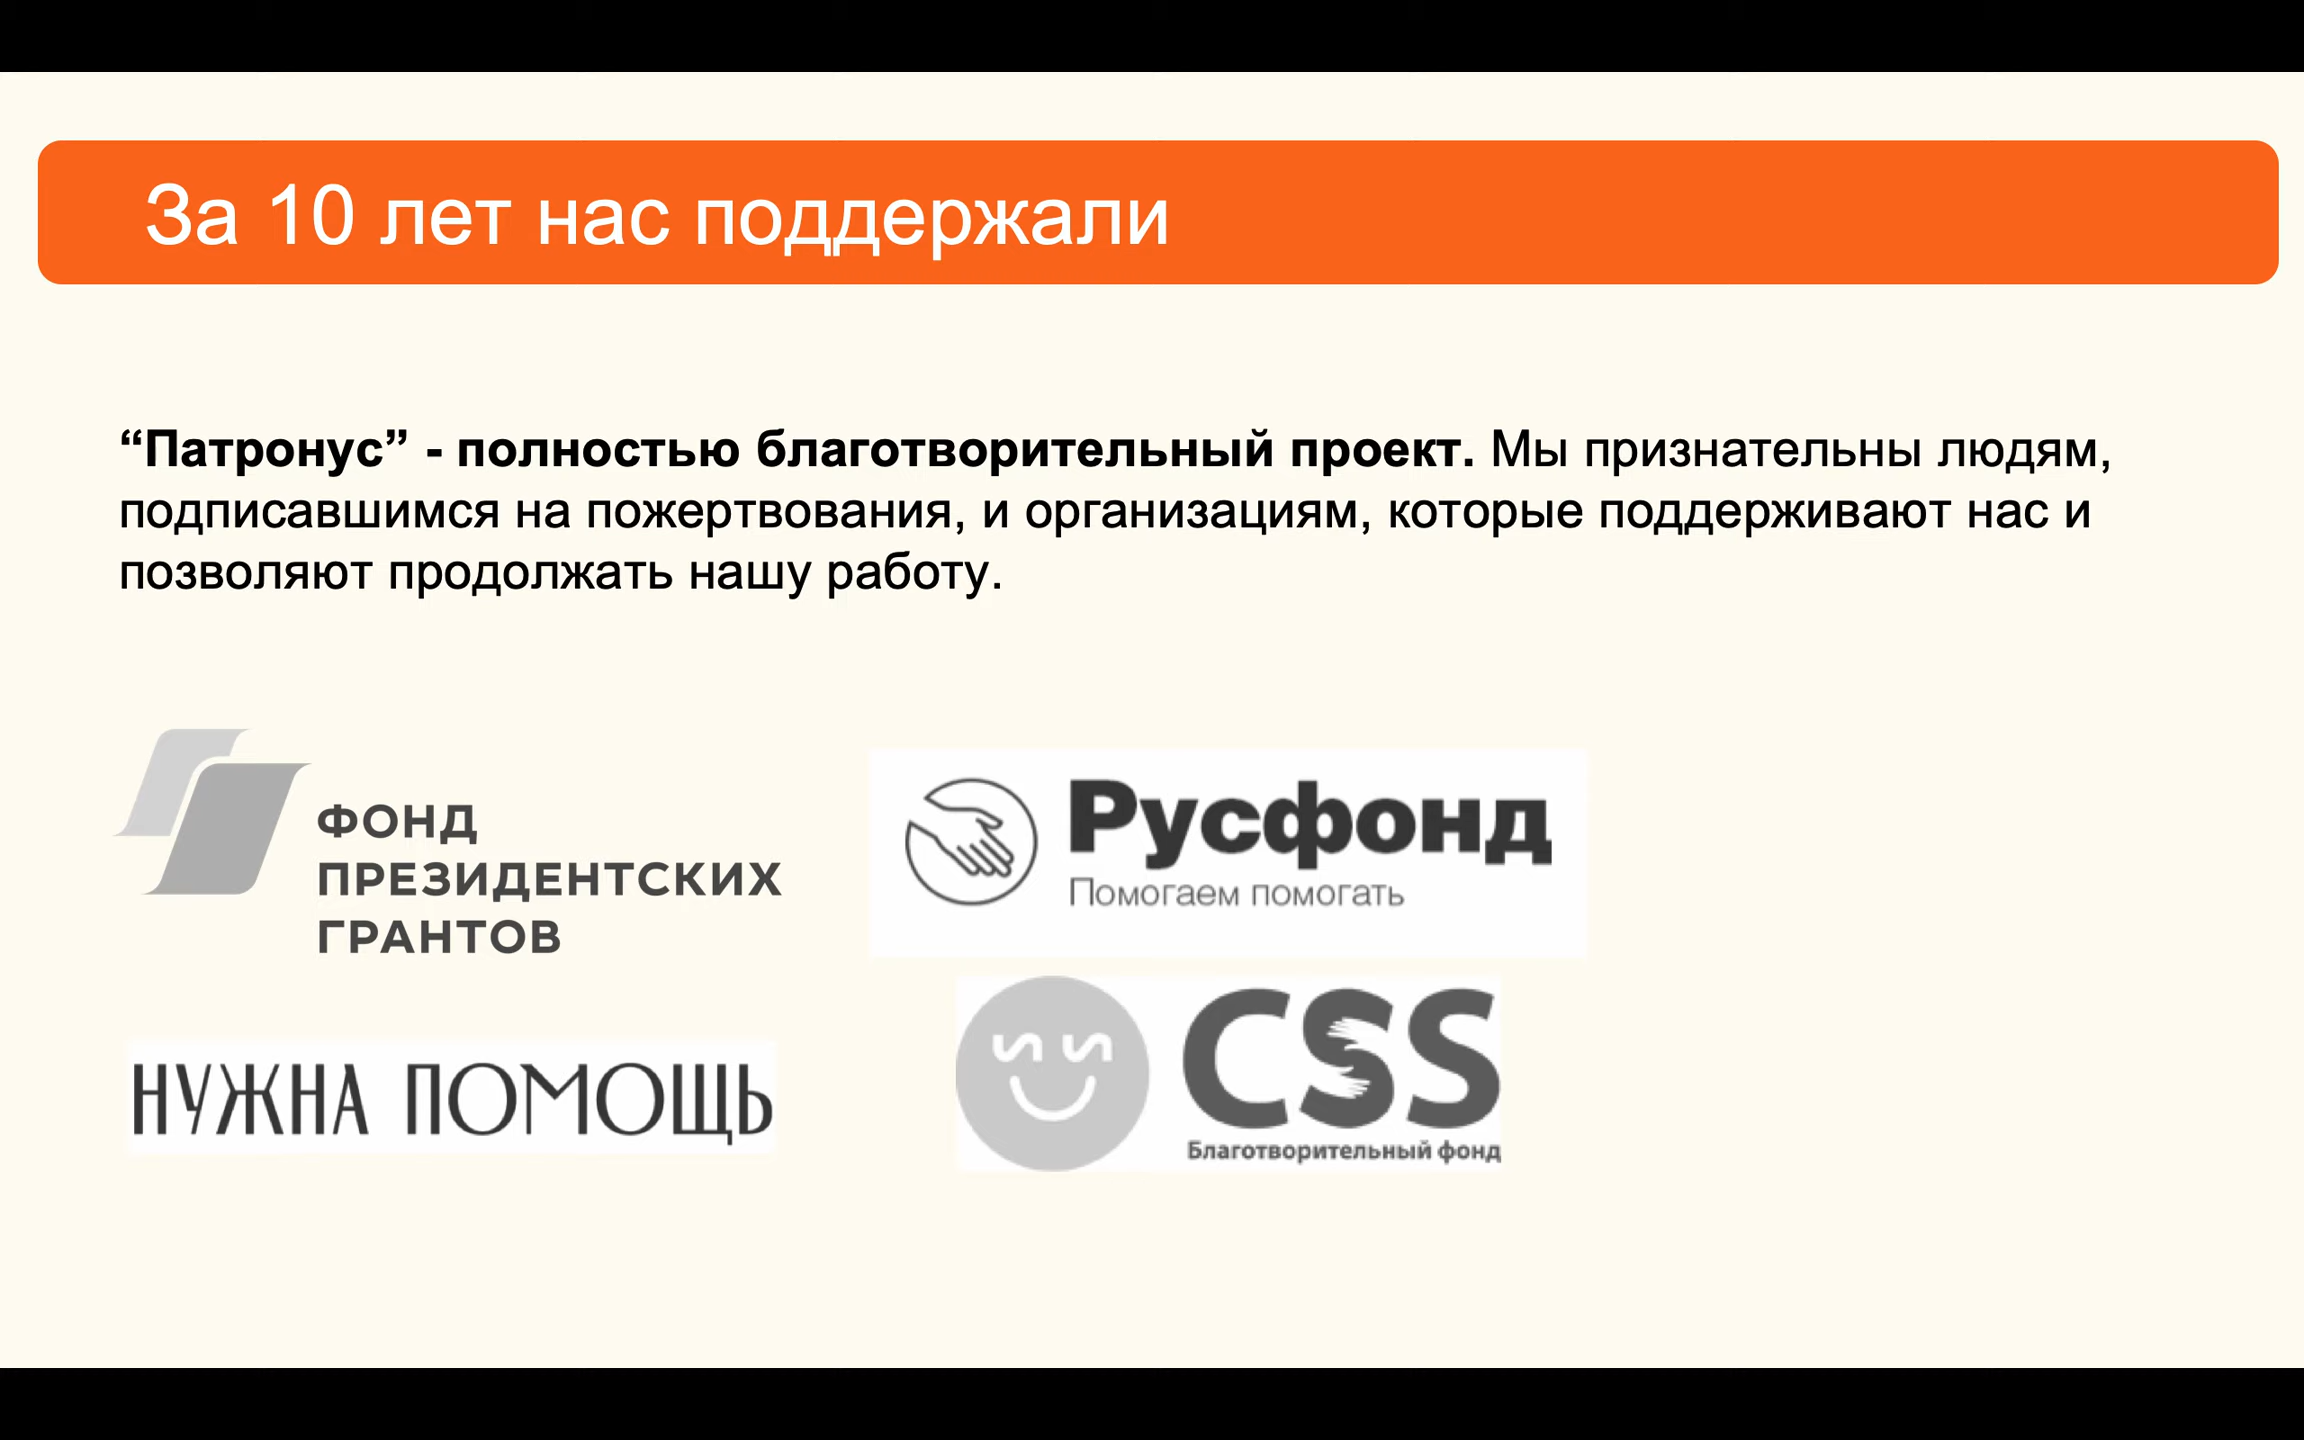 За 10 лет нас поддержали
“Патронус” - полностью благотворительный проект. Мы признательны людям,
подписавшимся на пожертвования, и организациям, которые поддерживают нас и
позволяют продолжать нашу работу.
ФОНД
ПРЕЗИДЕНТСКИХ
ГРАНТОВ
Русфонд
Помогаем помогать
НУЖНА ПОМОЩЬ
CSS
Благотворительный фонд